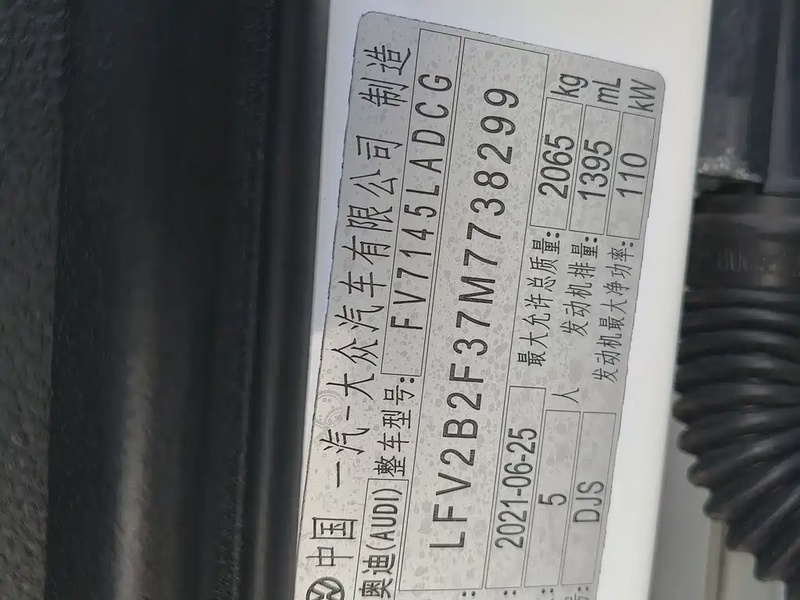 中国 一汽-大众汽车有限公司 制造
奥迪(AUDI) 整车型号: FV7145LADCG
LFV2B2F37M7738299
2021-06-25 最大允许总质量: 2065 kg
5 人 发动机排量: 1395 mL
DJS 发动机最大净功率: 110 kW